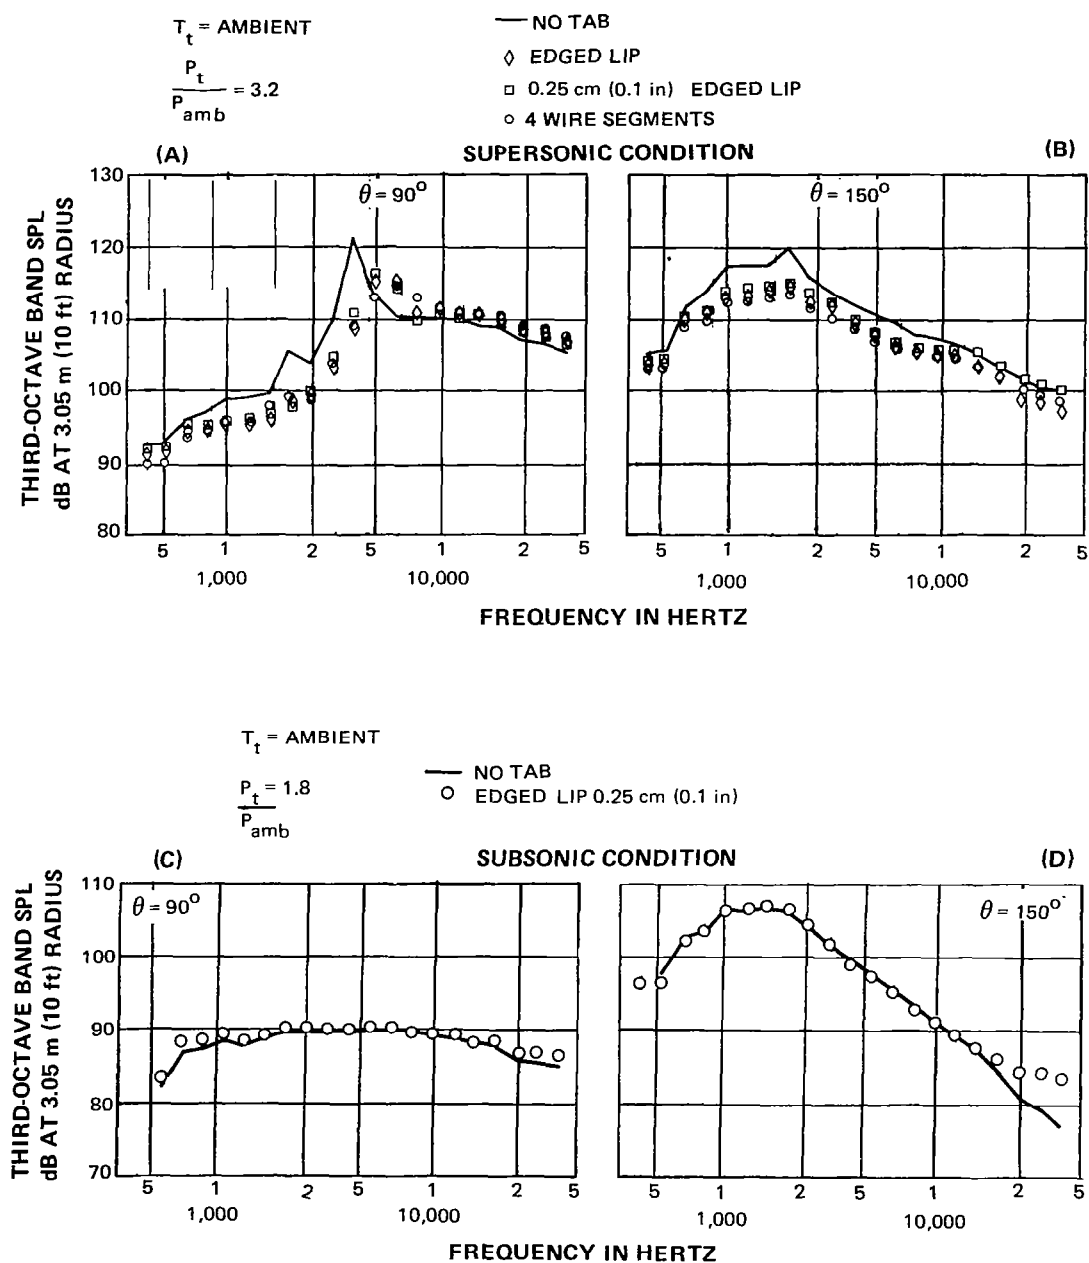 T_t = AMBIENT
P_t / P_amb = 3.2
— NO TAB
◊ EDGED LIP
□ 0.25 cm (0.1 in) EDGED LIP
○ 4 WIRE SEGMENTS
(A) SUPERSONIC CONDITION (B)
THIRD-OCTAVE BAND SPL
dB AT 3.05 m (10 ft) RADIUS
130
120
110
100
90
80
θ = 90°
θ = 150°
5 1 2 5 1 2 5
1,000 10,000
5 1 2 5 1 2 5
1,000 10,000
FREQUENCY IN HERTZ
T_t = AMBIENT
P_t = 1.8
P_amb
— NO TAB
○ EDGED LIP 0.25 cm (0.1 in)
(C) SUBSONIC CONDITION (D)
THIRD-OCTAVE BAND SPL
dB AT 3.05 m (10 ft) RADIUS
110
100
90
80
70
θ = 90°
θ = 150°
5 1 2 5 1 2 5
1,000 10,000
5 1 2 5 1 2 5
1,000 10,000
FREQUENCY IN HERTZ